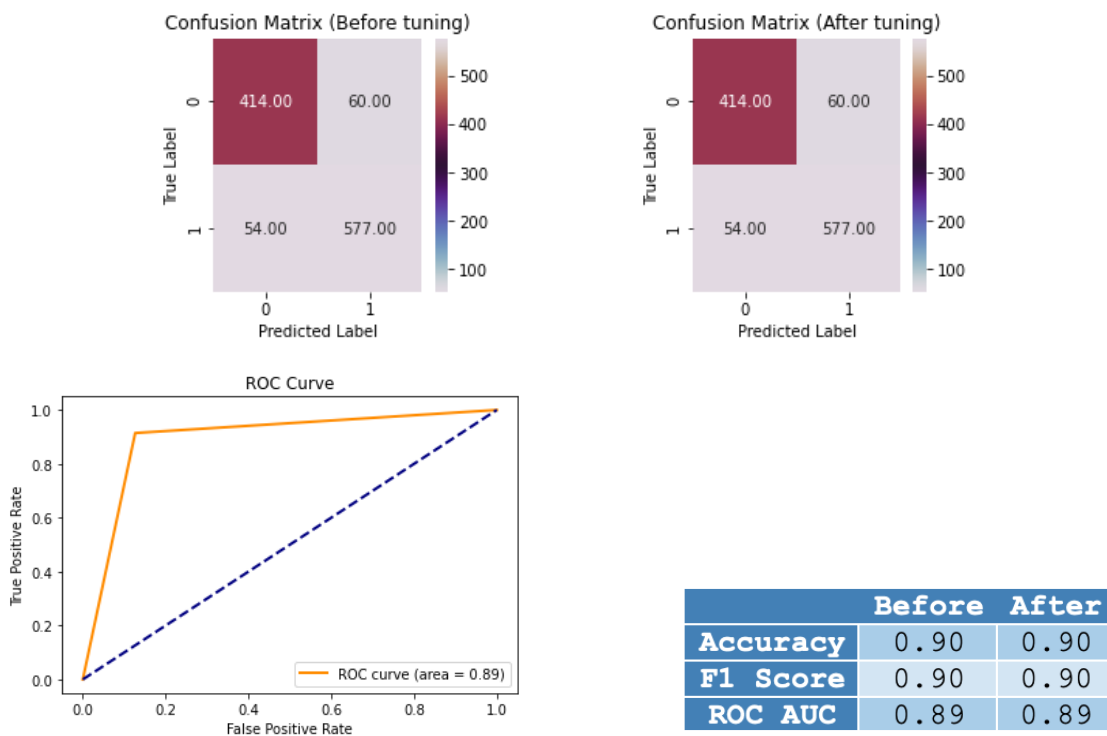 Confusion Matrix (Before tuning)
414.00 60.00
54.00 577.00
0
1
True Label
0 1
Predicted Label
500
400
300
200
100
Confusion Matrix (After tuning)
414.00 60.00
54.00 577.00
0
1
True Label
0 1
Predicted Label
500
400
300
200
100
ROC Curve
1.0
0.8
0.6
0.4
0.2
0.0
True Positive Rate
ROC curve (area = 0.89)
0.0 0.2 0.4 0.6 0.8 1.0
False Positive Rate
Before After
Accuracy 0.90 0.90
F1 Score 0.90 0.90
ROC AUC 0.89 0.89